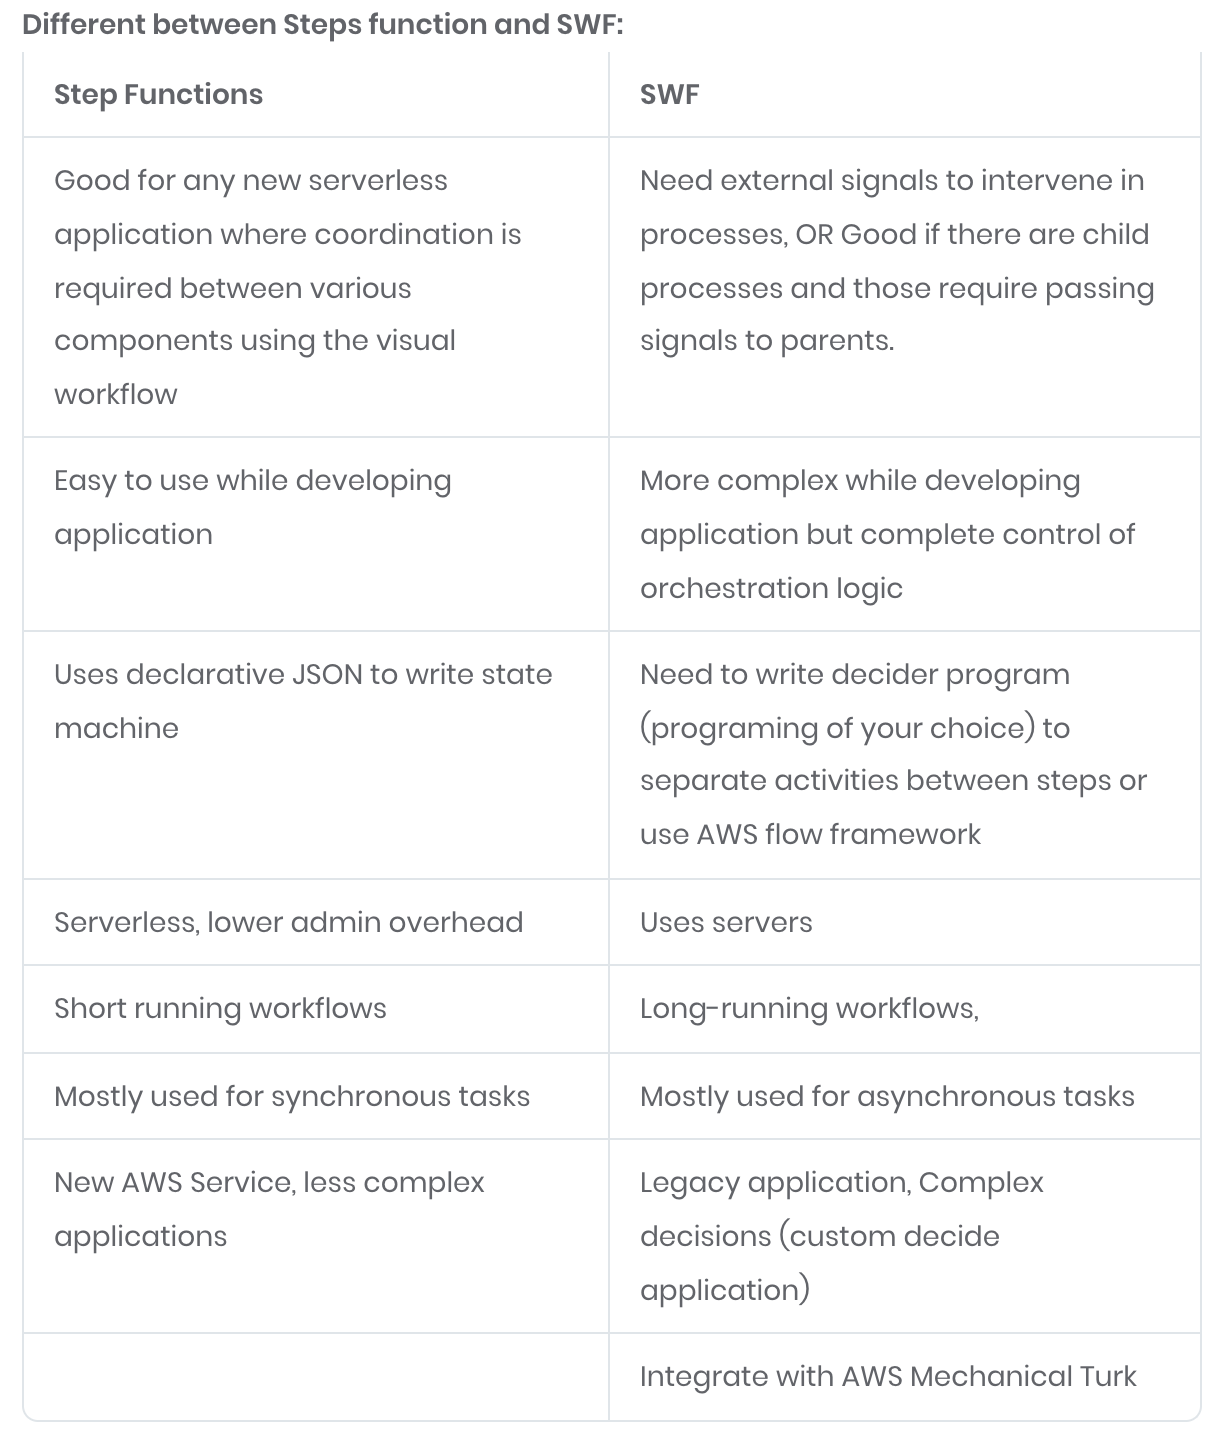 Different between Steps function and SWF:
Step Functions
SWF
Good for any new serverless
application where coordination is
required between various
components using the visual
workflow
Need external signals to intervene in
processes, OR Good if there are child
processes and those require passing
signals to parents.
Easy to use while developing
application
More complex while developing
application but complete control of
orchestration logic
Uses declarative JSON to write state
machine
Need to write decider program
(programing of your choice) to
separate activities between steps or
use AWS flow framework
Serverless, lower admin overhead
Uses servers
Short running workflows
Long-running workflows,
Mostly used for synchronous tasks
Mostly used for asynchronous tasks
New AWS Service, less complex
applications
Legacy application, Complex
decisions (custom decide
application)
Integrate with AWS Mechanical Turk